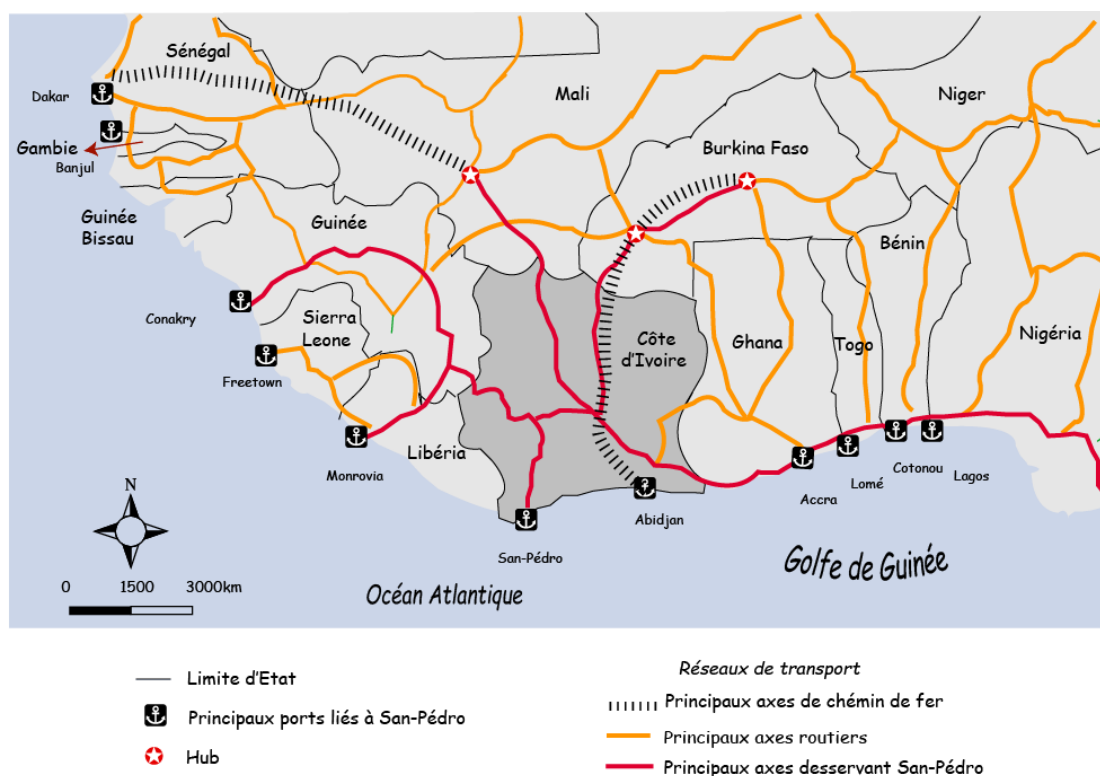 Sénégal
Dakar
Mali
Niger
Gambie
Banjul
Burkina Faso
Guinée
Bissau
Guinée
Bénin
Conakry
Sierra
Leone
Côte
d'Ivoire
Ghana
Togo
Nigéria
Freetown
Libéria
Monrovia
Cotonou
Lagos
Lomé
Accra
Abidjan
San-Pédro
N
0 1500 3000km
Océan Atlantique
Golfe de Guinée
Limite d'Etat
Principaux ports liés à San-Pédro
Hub
Réseaux de transport
Principaux axes de chémin de fer
Principaux axes routiers
Principaux axes desservant San-Pédro